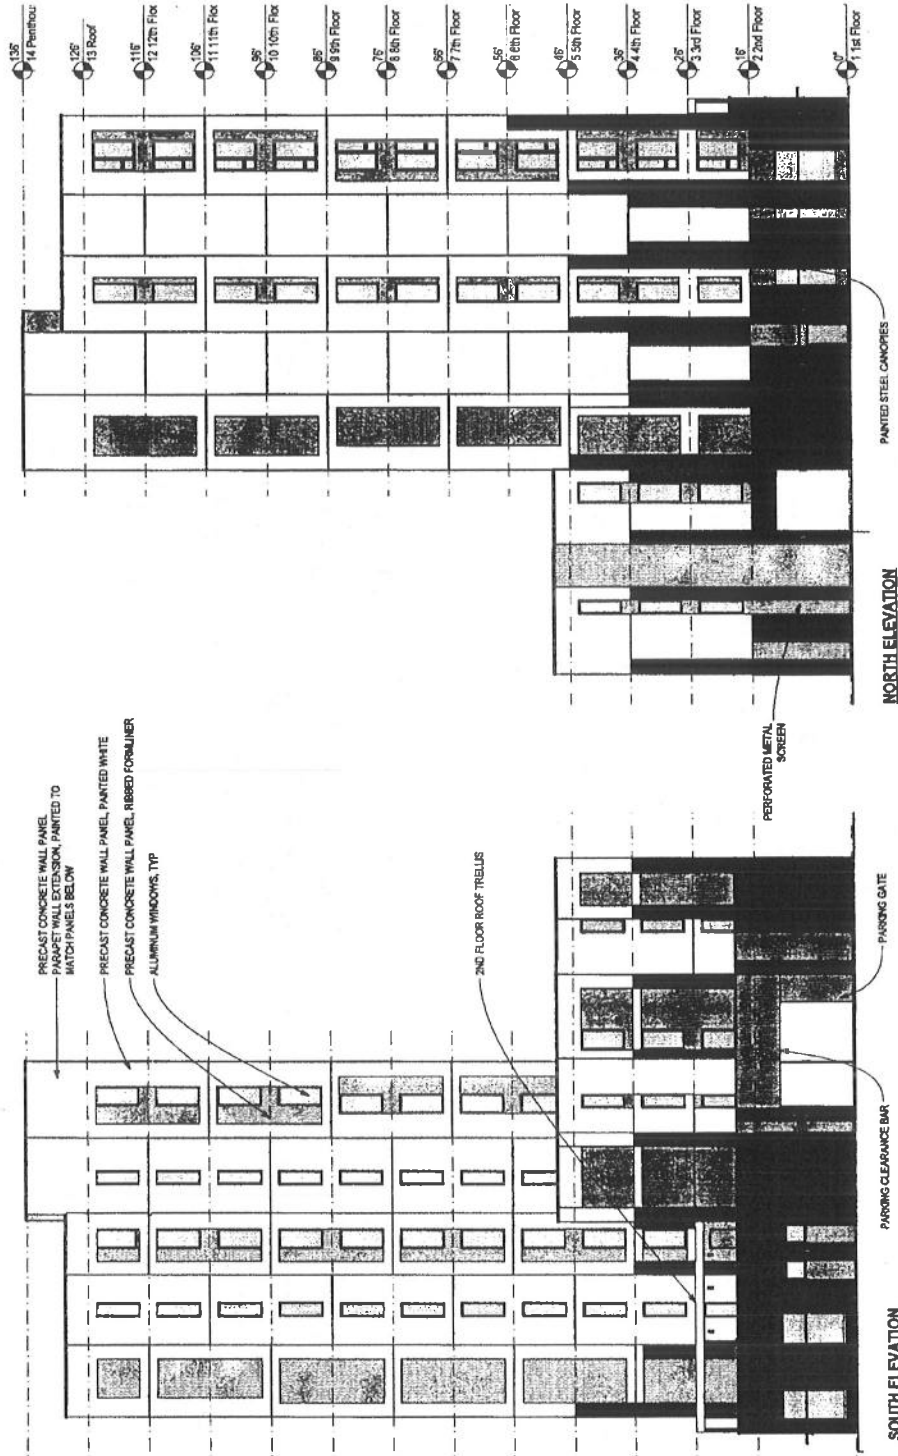 136'
14 Penthou
126'
13 Roof
116'
12 12th Floo
106'
11 11th Floo
96'
10 10th Floo
86'
9 9th Floor
76'
8 8th Floor
66'
7 7th Floor
56'
6 6th Floor
46'
5 5th Floor
36'
4 4th Floor
26'
3 3rd Floor
16'
2 2nd Floor
0"
1 1st Floor
PRECAST CONCRETE WALL PANEL
PARAPET WALL EXTENSION, PAINTED TO
MATCH PANELS BELOW
PRECAST CONCRETE WALL PANEL, PAINTED WHITE
PRECAST CONCRETE WALL PANEL, RIBBED FORMLINER
ALUMINUM WINDOWS, TYP
2ND FLOOR ROOF TRELLIS
PERFORATED METAL
SCREEN
PAINTED STEEL CANOPIES
PARKING CLEARANCE BAR
PARKING GATE
SOUTH ELEVATION
NORTH ELEVATION